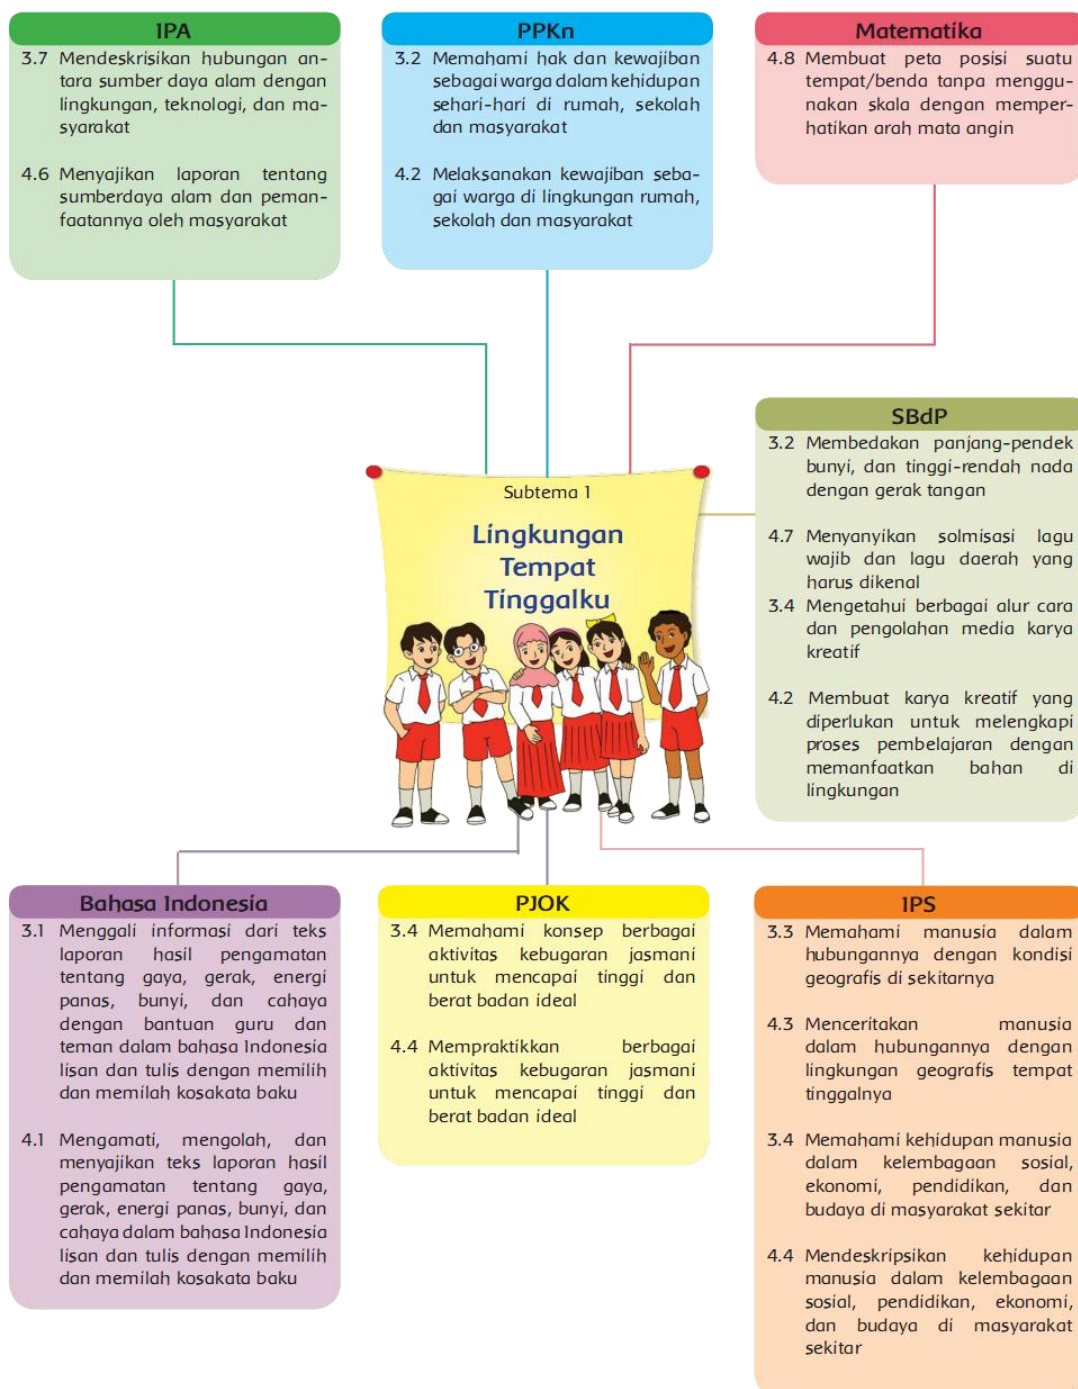 IPA
3.7 Mendeskrisikan hubungan an-
tara sumber daya alam dengan
lingkungan, teknologi, dan ma-
syarakat
4.6 Menyajikan laporan tentang
sumberdaya alam dan peman-
faatannya oleh masyarakat
PPKn
3.2 Memahami hak dan kewajiban
sebagai warga dalam kehidupan
sehari-hari di rumah, sekolah
dan masyarakat
4.2 Melaksanakan kewajiban seba-
gai warga di lingkungan rumah,
sekolah dan masyarakat
Matematika
4.8 Membuat peta posisi suatu
tempat/benda tanpa menggu-
nakan skala dengan memper-
hatikan arah mata angin
SBdP
3.2 Membedakan panjang-pendek
bunyi, dan tinggi-rendah nada
dengan gerak tangan
4.7 Menyanyikan solmisasi lagu
wajib dan lagu daerah yang
harus dikenal
3.4 Mengetahui berbagai alur cara
dan pengolahan media karya
kreatif
4.2 Membuat karya kreatif yang
diperlukan untuk melengkapi
proses pembelajaran dengan
memanfaatkan bahan di
lingkungan
Subtema 1
Lingkungan
Tempat
Tinggalku
Bahasa Indonesia
3.1 Menggali informasi dari teks
laporan hasil pengamatan
tentang gaya, gerak, energi
panas, bunyi, dan cahaya
dengan bantuan guru dan
teman dalam bahasa Indonesia
lisan dan tulis dengan memilih
dan memilah kosakata baku
4.1 Mengamati, mengolah, dan
menyajikan teks laporan hasil
pengamatan tentang gaya,
gerak, energi panas, bunyi, dan
cahaya dalam bahasa Indonesia
lisan dan tulis dengan memilih
dan memilah kosakata baku
PJOK
3.4 Memahami konsep berbagai
aktivitas kebugaran jasmani
untuk mencapai tinggi dan
berat badan ideal
4.4 Mempraktikkan berbagai
aktivitas kebugaran jasmani
untuk mencapai tinggi dan
berat badan ideal
IPS
3.3 Memahami manusia dalam
hubungannya dengan kondisi
geografis di sekitarnya
4.3 Menceritakan manusia
dalam hubungannya dengan
lingkungan geografis tempat
tinggalnya
3.4 Memahami kehidupan manusia
dalam kelembagaan sosial,
ekonomi, pendidikan, dan
budaya di masyarakat sekitar
4.4 Mendeskripsikan kehidupan
manusia dalam kelembagaan
sosial, pendidikan, ekonomi,
dan budaya di masyarakat
sekitar